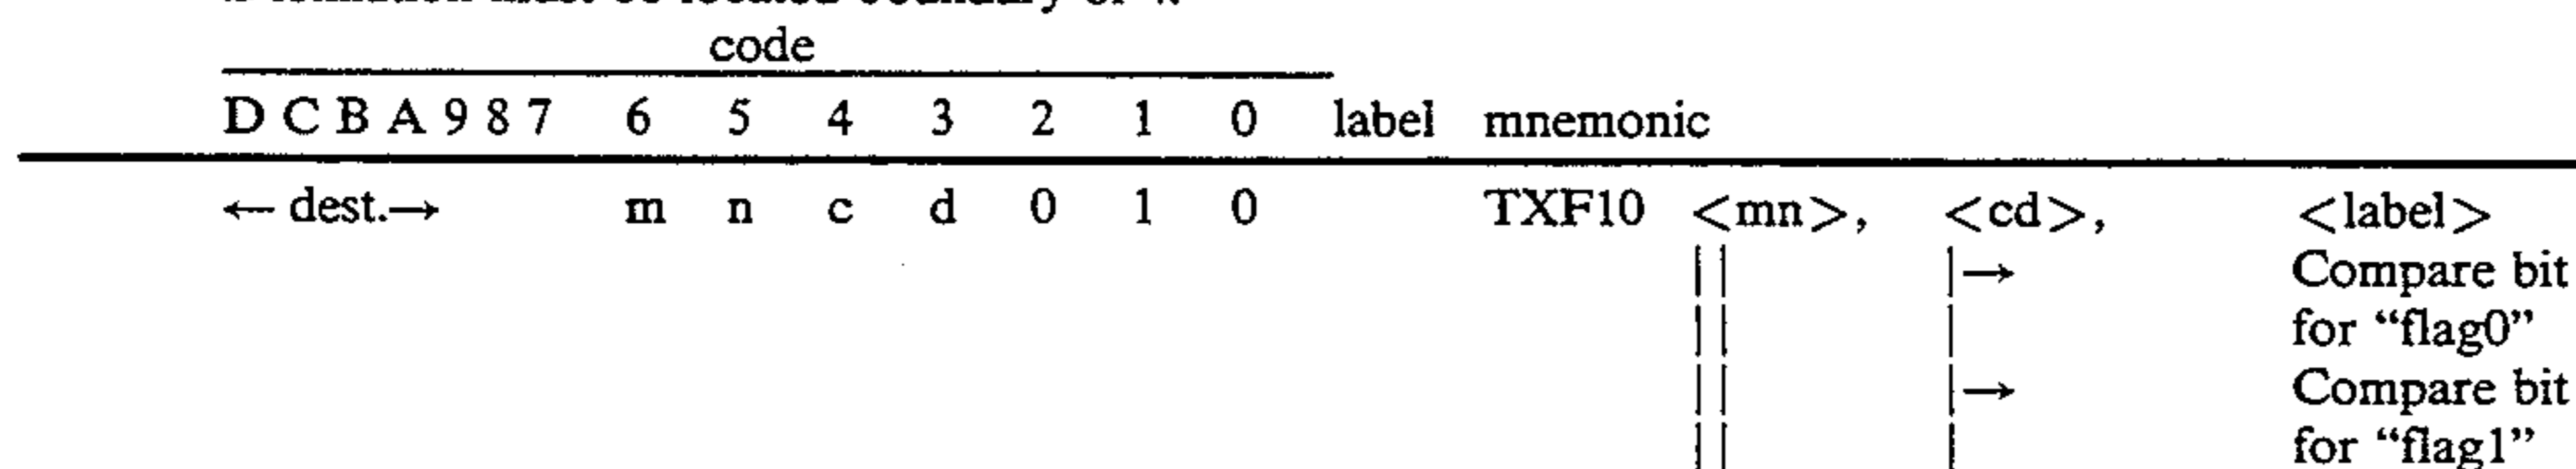 code
D C B A 9 8 7 6 5 4 3 2 1 0 label mnemonic
← dest.→ m n c d 0 1 0 TXF10 <mn>, <cd>, <label>
| | |→ Compare bit
| | | for “flag0”
| | |→ Compare bit
| | | for “flag1”